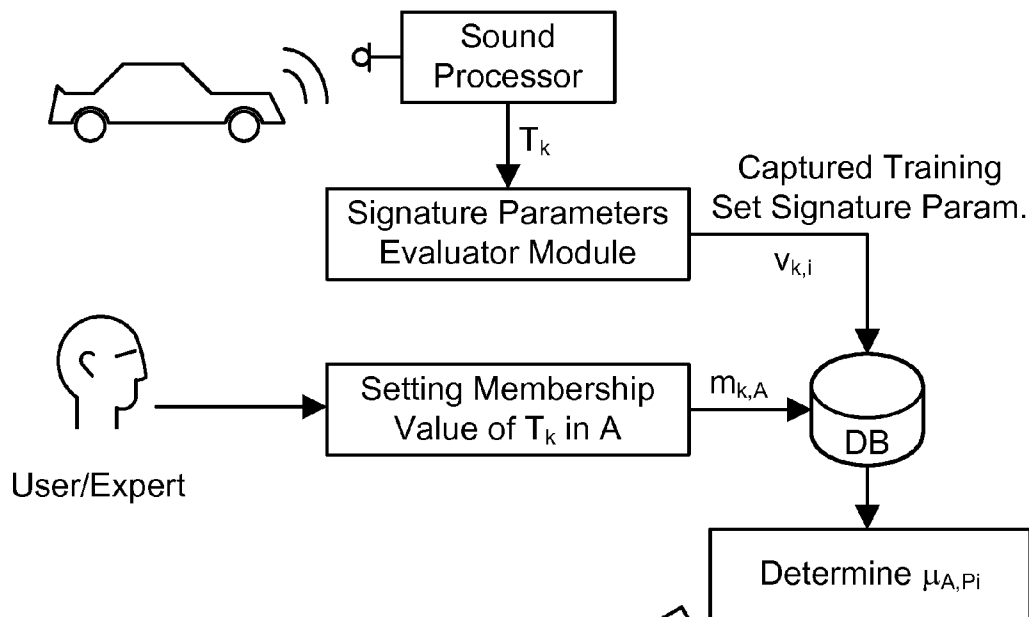 Sound
Processor
T_k
Captured Training
Set Signature Param.
Signature Parameters
Evaluator Module
v_k,i
Setting Membership
Value of T_k in A
m_k,A
DB
User/Expert
Determine μ_A,Pi